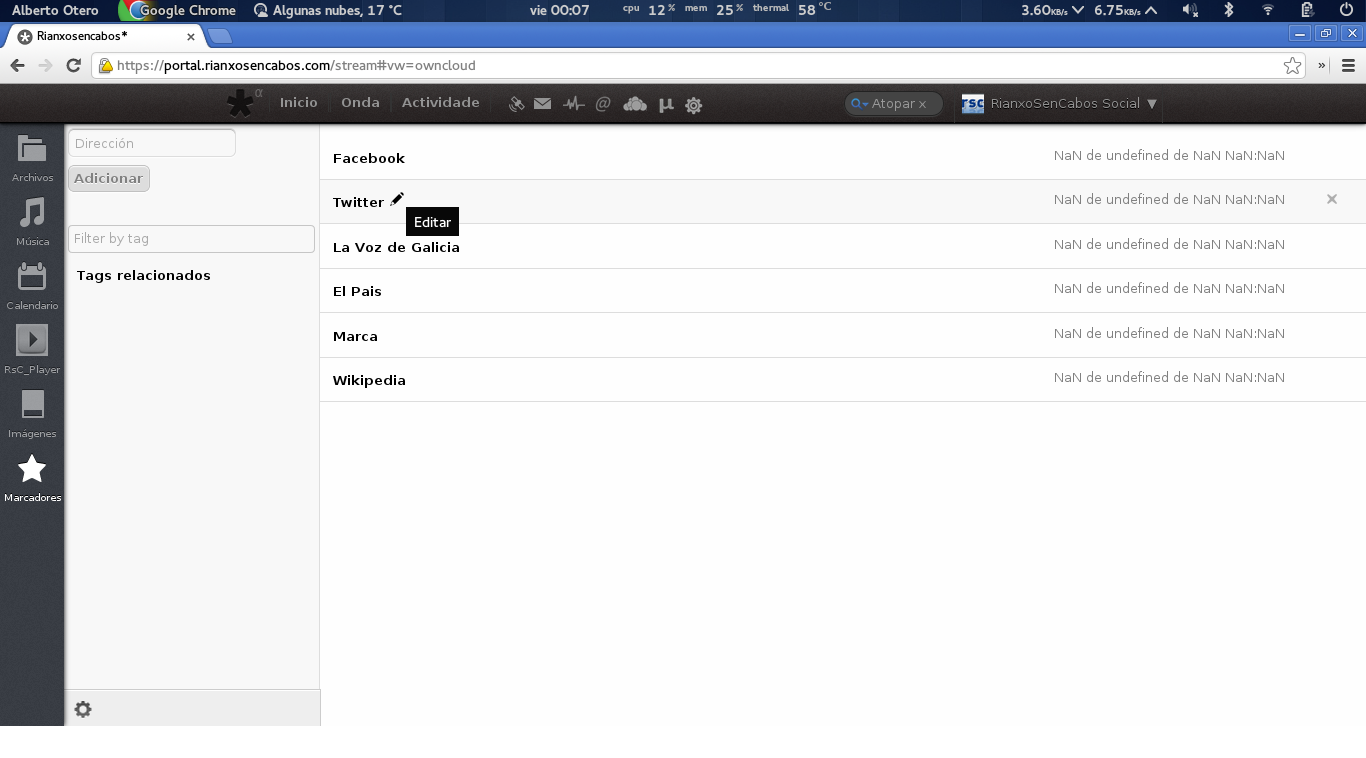 Alberto Otero Google Chrome Algunas nubes, 17 °C vie 00:07 cpu 12 % mem 25 % thermal 58 °C 3.60KB/s 6.75KB/s
Rianxosencabos* ×
https://portal.rianxosencabos.com/stream#vw=owncloud »
α Inicio Onda Actividade @ µ Atopar x TSC RianxoSenCabos Social ▼
Dirección
Adicionar
Filter by tag
Tags relacionados
Archivos
Música
Calendario
RsC_Player
Imágenes
Marcadores
Facebook NaN de undefined de NaN NaN:NaN
Twitter NaN de undefined de NaN NaN:NaN ×
Editar
La Voz de Galicia NaN de undefined de NaN NaN:NaN
El Pais NaN de undefined de NaN NaN:NaN
Marca NaN de undefined de NaN NaN:NaN
Wikipedia NaN de undefined de NaN NaN:NaN